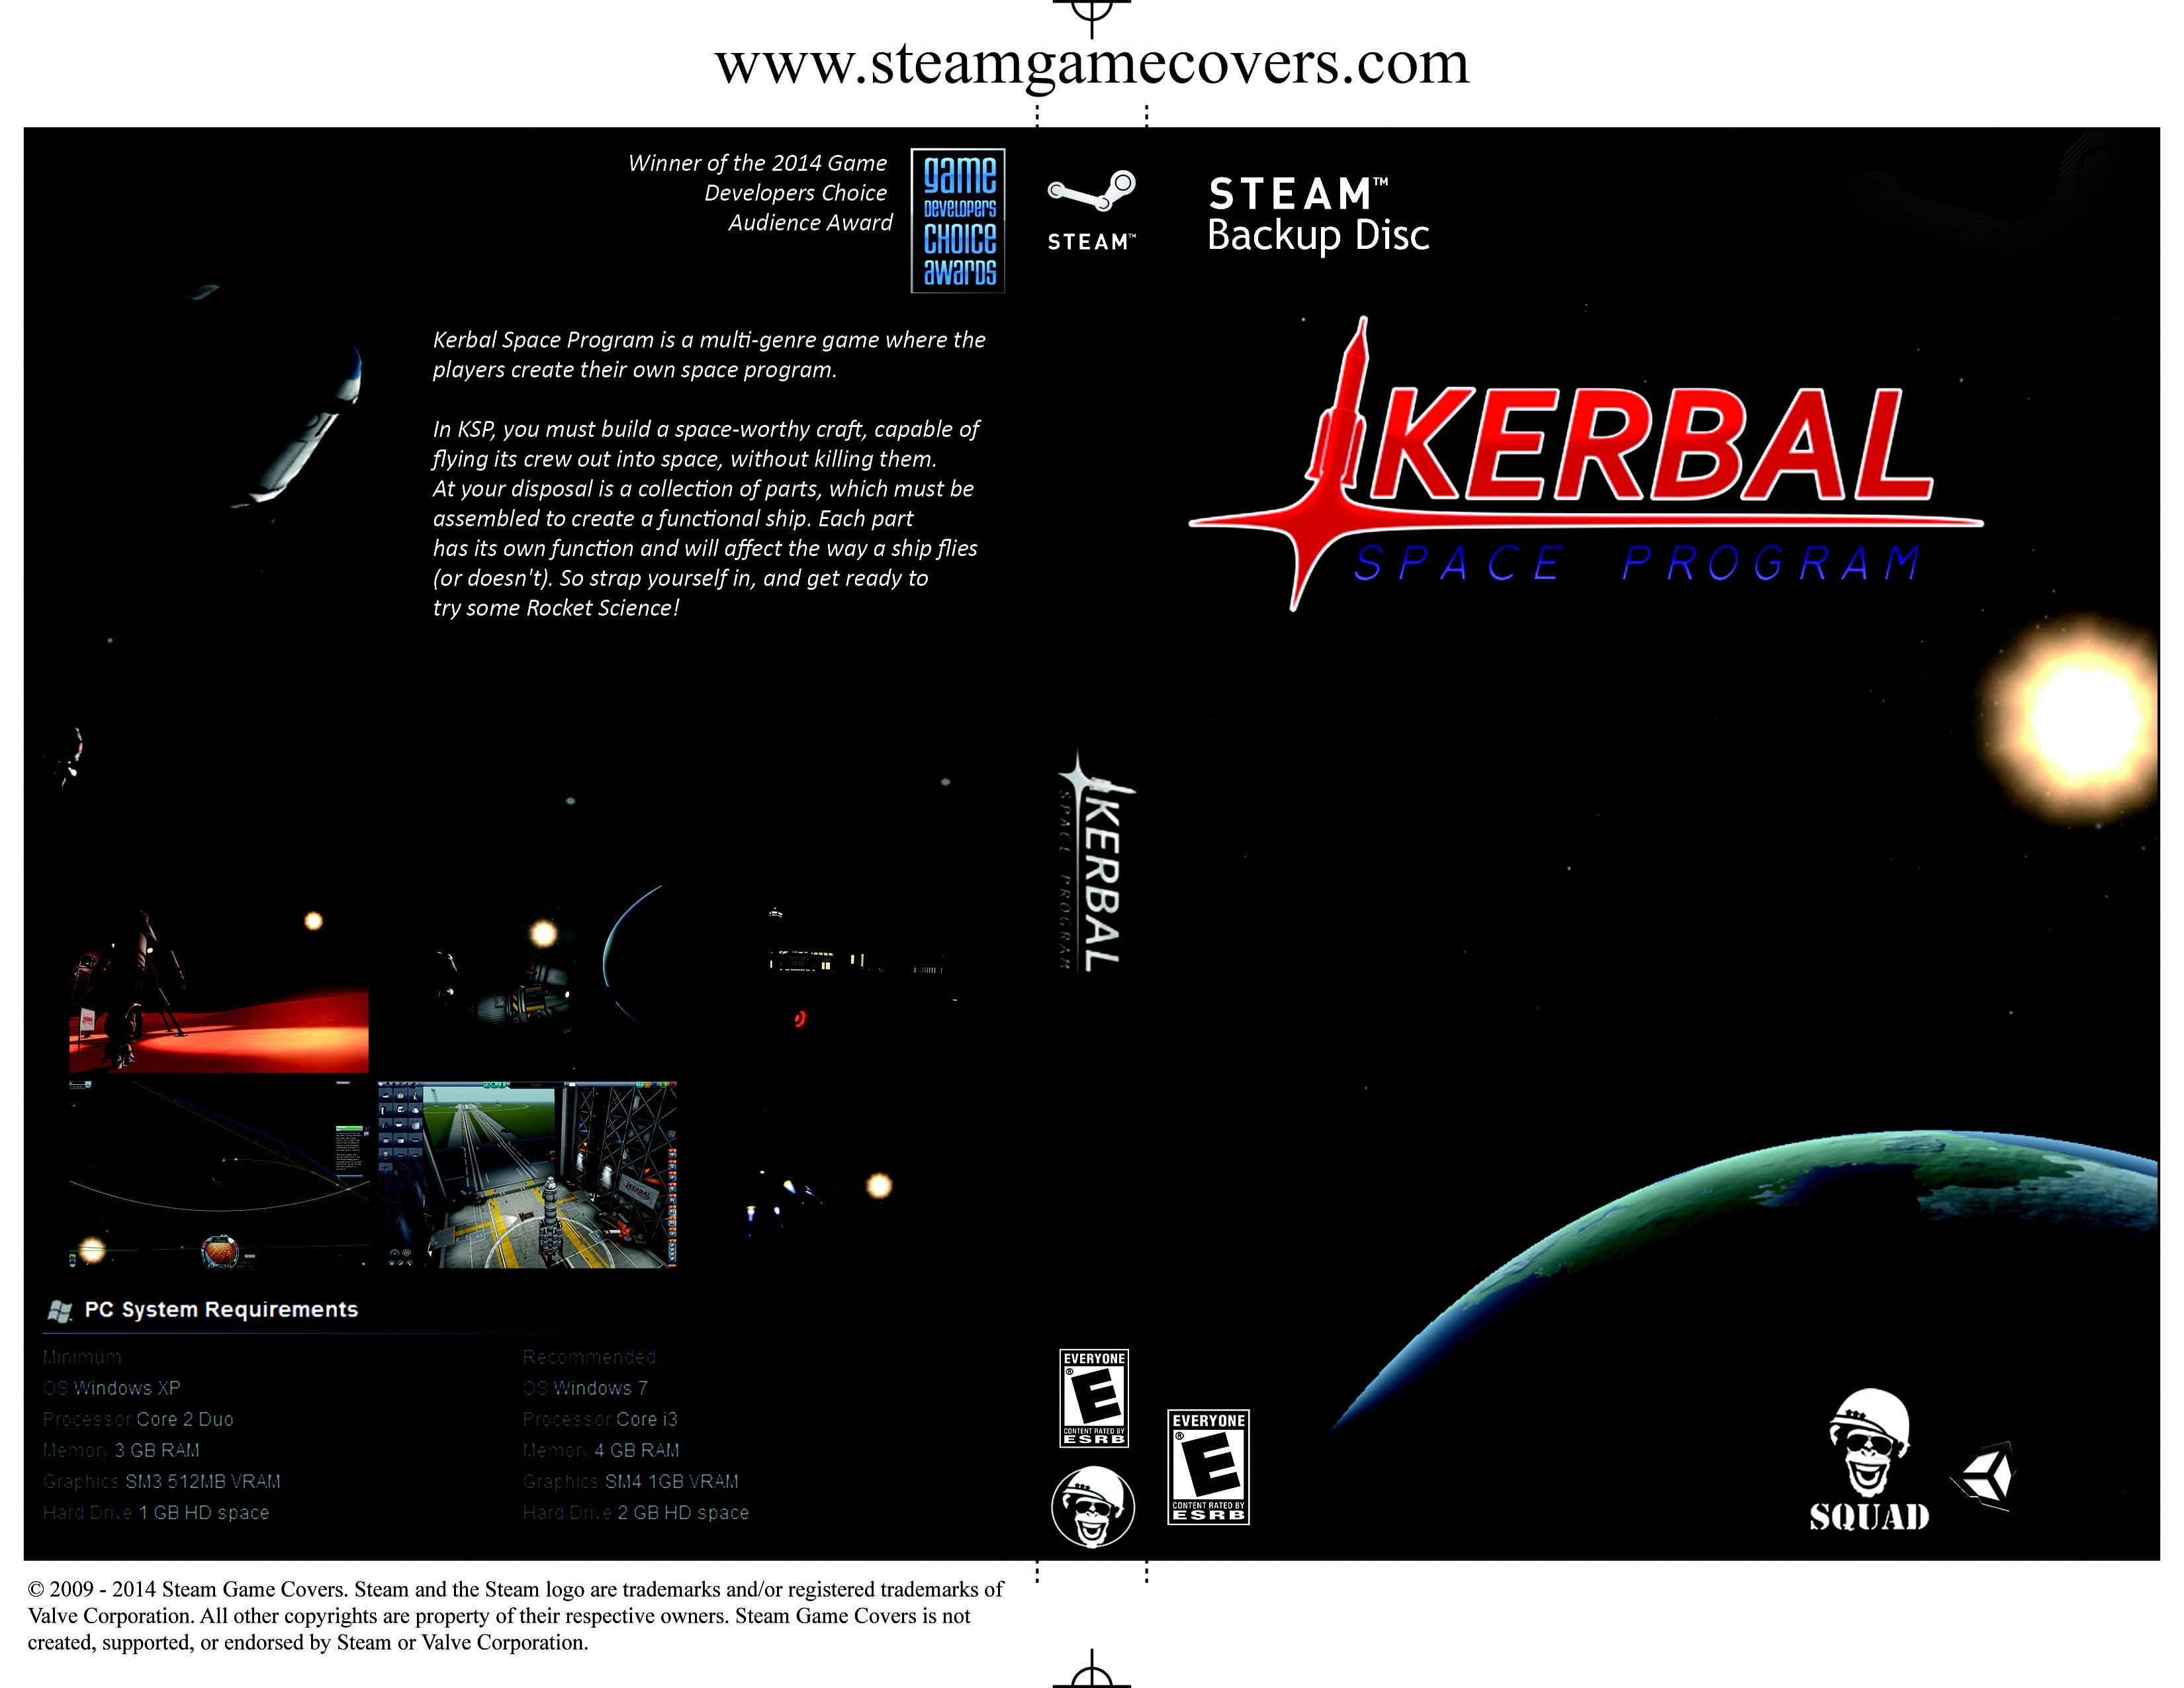 www.steamgamecovers.com
Winner of the 2014 Game
Developers Choice
Audience Award
game
DEVELOPERS
CHOICE
awards
Kerbal Space Program is a multi-genre game where the
players create their own space program.
In KSP, you must build a space-worthy craft, capable of
flying its crew out into space, without killing them.
At your disposal is a collection of parts, which must be
assembled to create a functional ship. Each part
has its own function and will affect the way a ship flies
(or doesn't). So strap yourself in, and get ready to
try some Rocket Science!
KERBAL
PC System Requirements
Minimum:
OS:Windows XP
Processor:Core 2 Duo
Memory:3 GB RAM
Graphics:SM3 512MB VRAM
Hard Drive:1 GB HD space
Recommended:
OS:Windows 7
Processor:Core i3
Memory:4 GB RAM
Graphics:SM4 1GB VRAM
Hard Drive:2 GB HD space
STEAM™
KERBAL
SPACE PROGRAM
EVERYONE
E®
CONTENT RATED BY
ESRB
STEAM™
Backup Disc
KERBAL
SPACE PROGRAM
EVERYONE
E®
CONTENT RATED BY
ESRB
SQUAD
© 2009 - 2014 Steam Game Covers. Steam and the Steam logo are trademarks and/or registered trademarks of
Valve Corporation. All other copyrights are property of their respective owners. Steam Game Covers is not
created, supported, or endorsed by Steam or Valve Corporation.